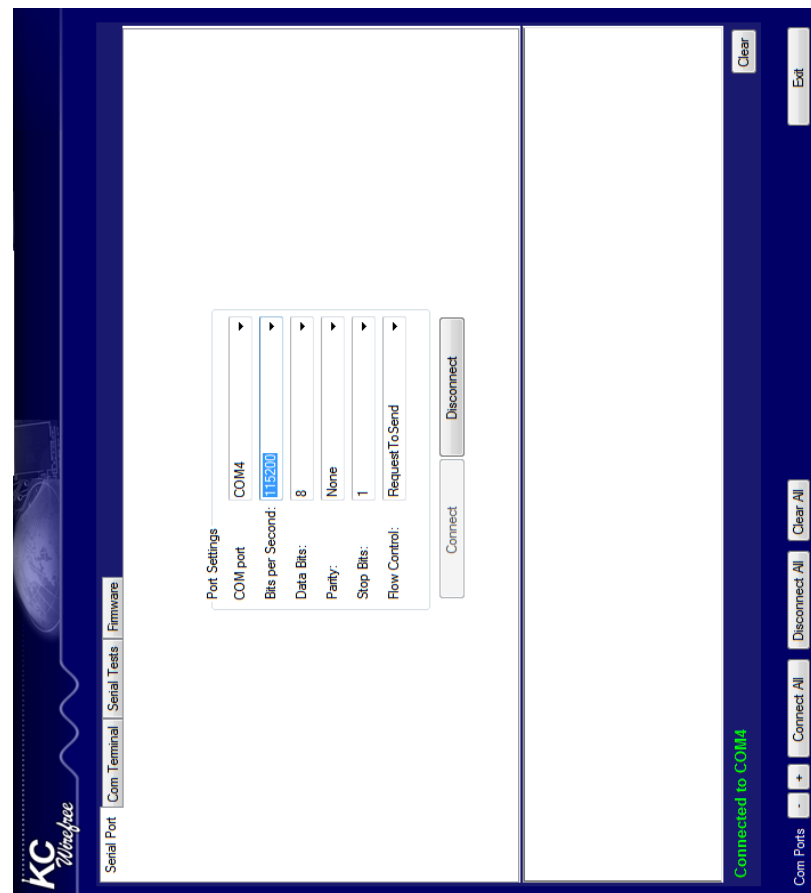 KC
Wirefree
Serial Port Com Terminal Serial Tests Firmware
Port Settings
COM port COM4
Bits per Second: 115200
Data Bits: 8
Parity: None
Stop Bits: 1
Flow Control: RequestToSend
Connect Disconnect
Connected to COM4 Clear
Com Ports - + Connect All Disconnect All Clear All Exit